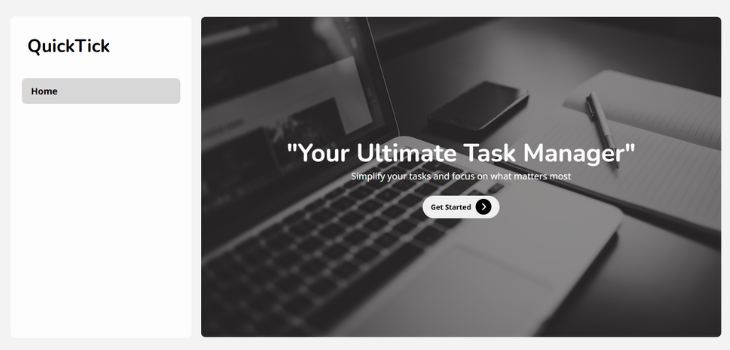 QuickTick
Home
"Your Ultimate Task Manager"
Simplify your tasks and focus on what matters most
Get Started